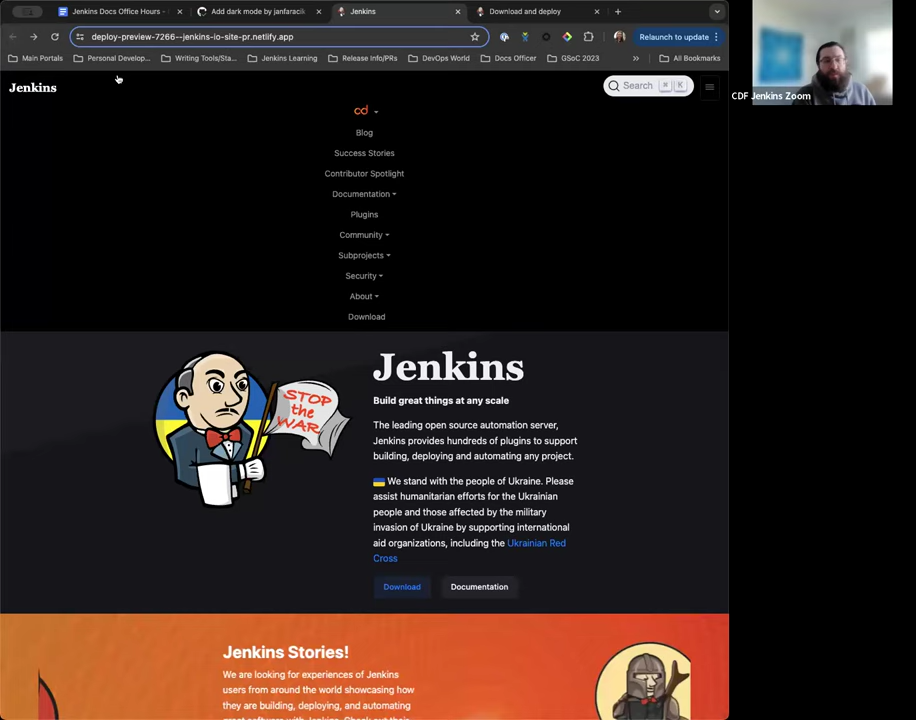 Jenkins Docs Office Hours -
Add dark mode by janfaracik
Jenkins
Download and deploy
deploy-preview-7266--jenkins-io-site-pr.netlify.app
Relaunch to update
Main Portals
Personal Develop...
Writing Tools/Sta...
Jenkins Learning
Release Info/PRs
DevOps World
Docs Officer
GSoC 2023
»
All Bookmarks
Jenkins
Search ⌘ K
cd
Blog
Success Stories
Contributor Spotlight
Documentation
Plugins
Community
Subprojects
Security
About
Download
STOP
the
WAR
Jenkins
Build great things at any scale
The leading open source automation server,
Jenkins provides hundreds of plugins to support
building, deploying and automating any project.
We stand with the people of Ukraine. Please
assist humanitarian efforts for the Ukrainian
people and those affected by the military
invasion of Ukraine by supporting international
aid organizations, including the Ukrainian Red
Cross
Download
Documentation
Jenkins Stories!
We are looking for experiences of Jenkins
users from around the world showcasing how
they are building, deploying, and automating
CDF Jenkins Zoom